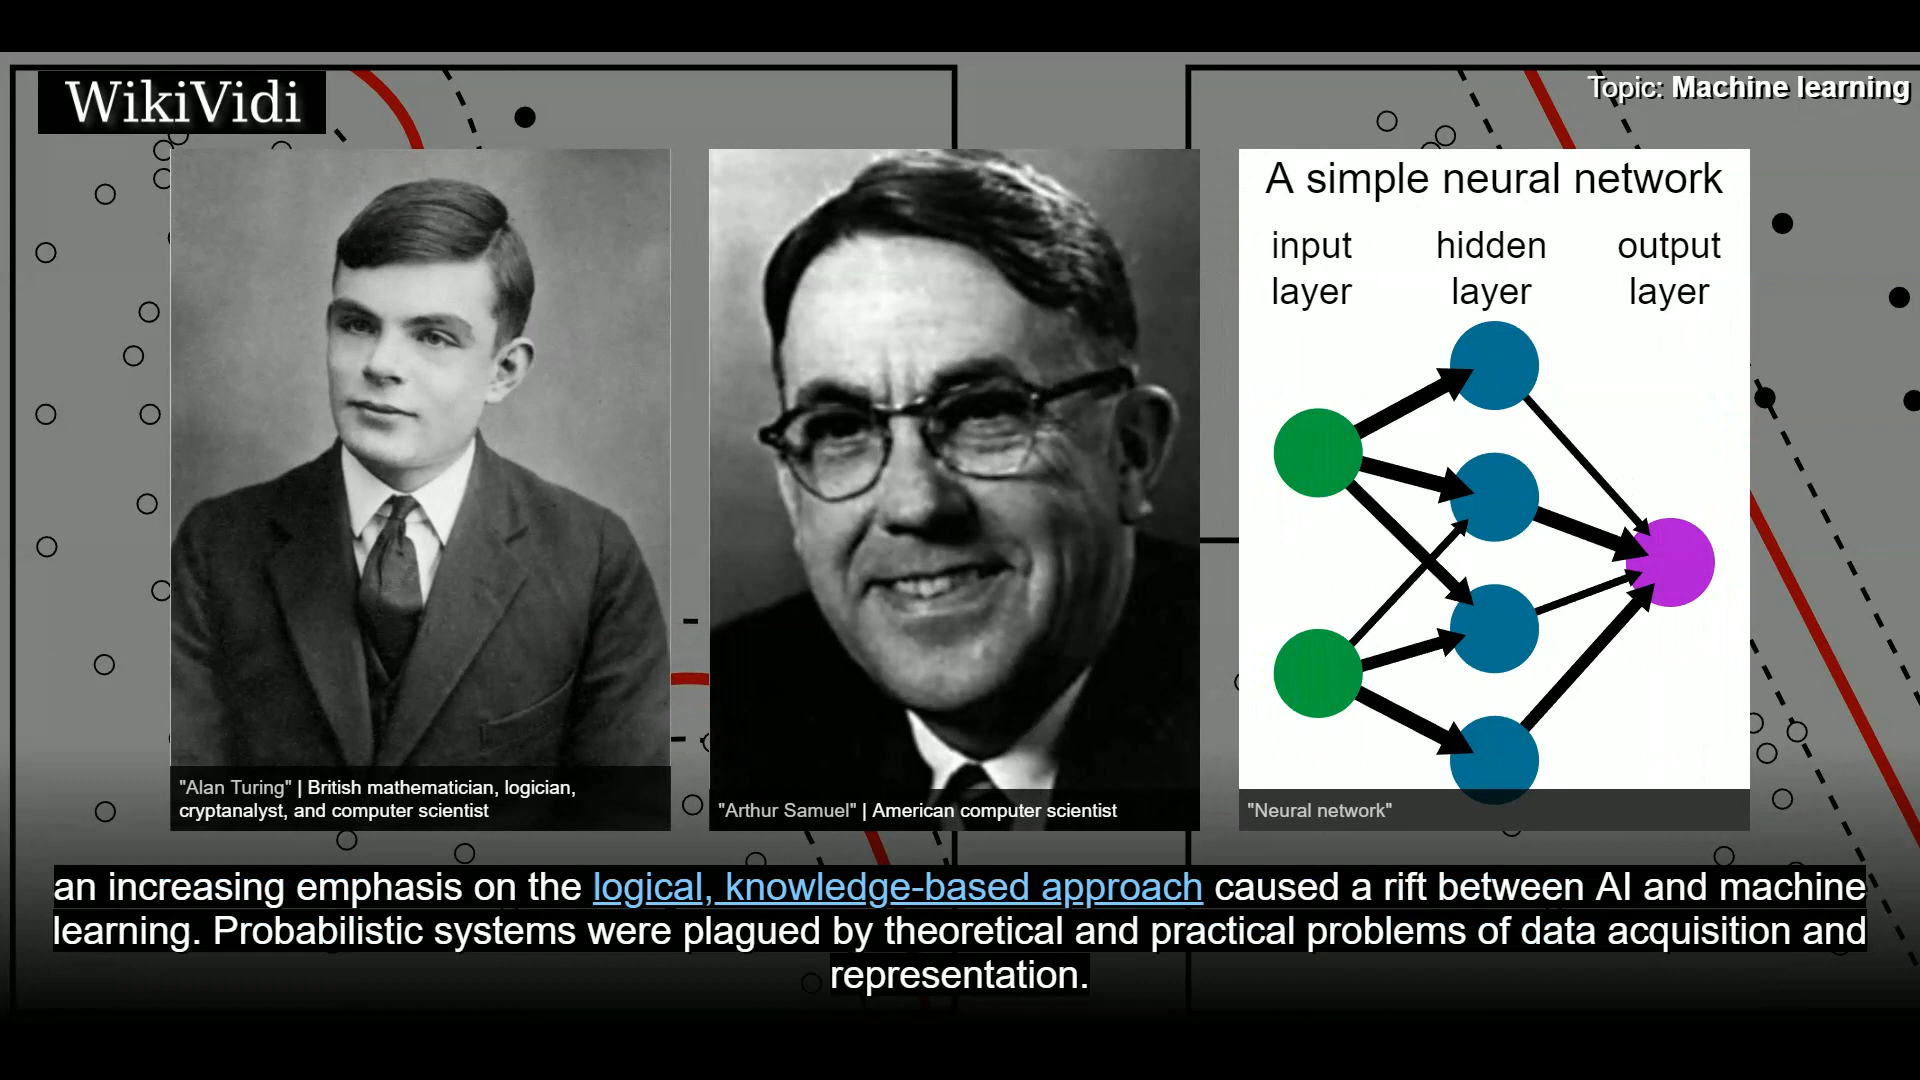 WikiVidi
Topic: Machine learning
"Alan Turing" | British mathematician, logician,
cryptanalyst, and computer scientist
"Arthur Samuel" | American computer scientist
A simple neural network
input
layer
hidden
layer
output
layer
"Neural network"
an increasing emphasis on the logical, knowledge-based approach caused a rift between AI and machine
learning. Probabilistic systems were plagued by theoretical and practical problems of data acquisition and
representation.